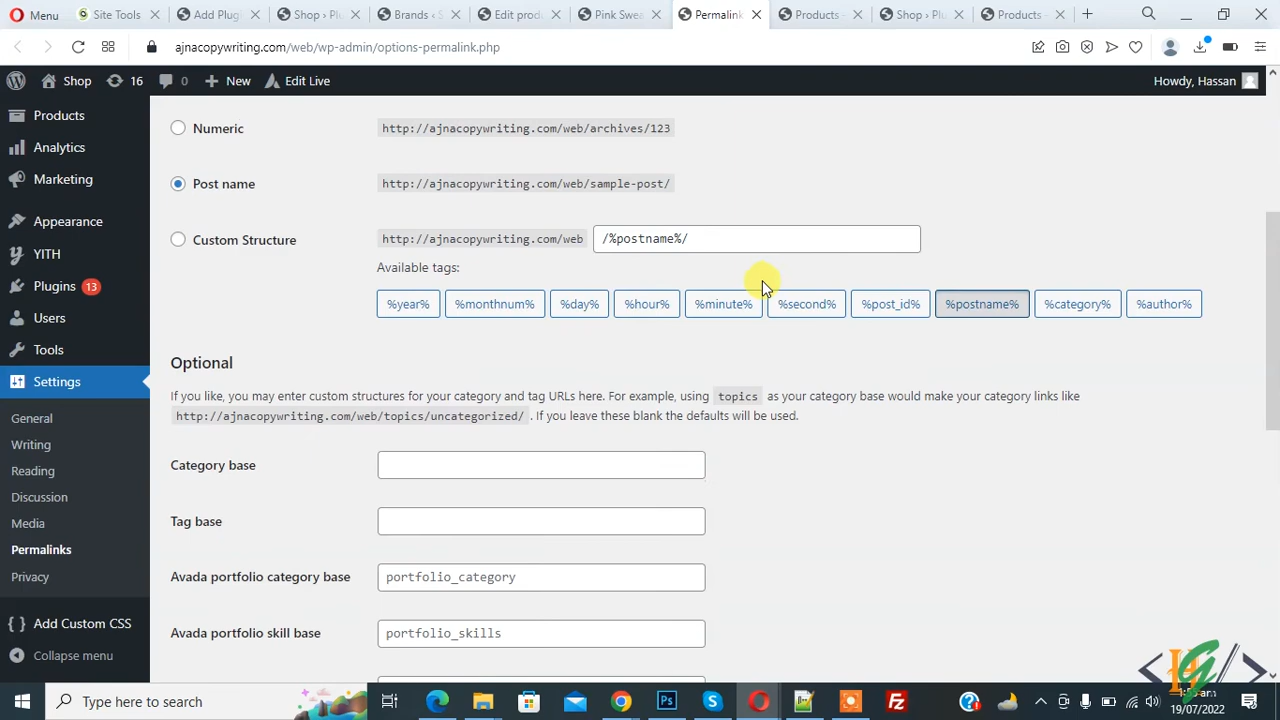 Menu
Site Tools
Add Plugi
Shop ‹ Plu
Brands ‹ S
Edit produ
Pink Swea
Permalink
Products -
Shop ‹ Plu
Products -
ajnacopywriting.com/web/wp-admin/options-permalink.php
Shop
16
0
New
Edit Live
Howdy, Hassan
Products
Analytics
Marketing
Appearance
YITH
Plugins 13
Users
Tools
Settings
General
Writing
Reading
Discussion
Media
Permalinks
Privacy
Add Custom CSS
Collapse menu
Numeric
http://ajnacopywriting.com/web/archives/123
Post name
http://ajnacopywriting.com/web/sample-post/
Custom Structure
http://ajnacopywriting.com/web
/%postname%/
Available tags:
%year%
%monthnum%
%day%
%hour%
%minute%
%second%
%post_id%
%postname%
%category%
%author%
Optional
If you like, you may enter custom structures for your category and tag URLs here. For example, using topics as your category base would make your category links like
http://ajnacopywriting.com/web/topics/uncategorized/ . If you leave these blank the defaults will be used.
Category base
Tag base
Avada portfolio category base
portfolio_category
Avada portfolio skill base
portfolio_skills
Type here to search
19/07/2022